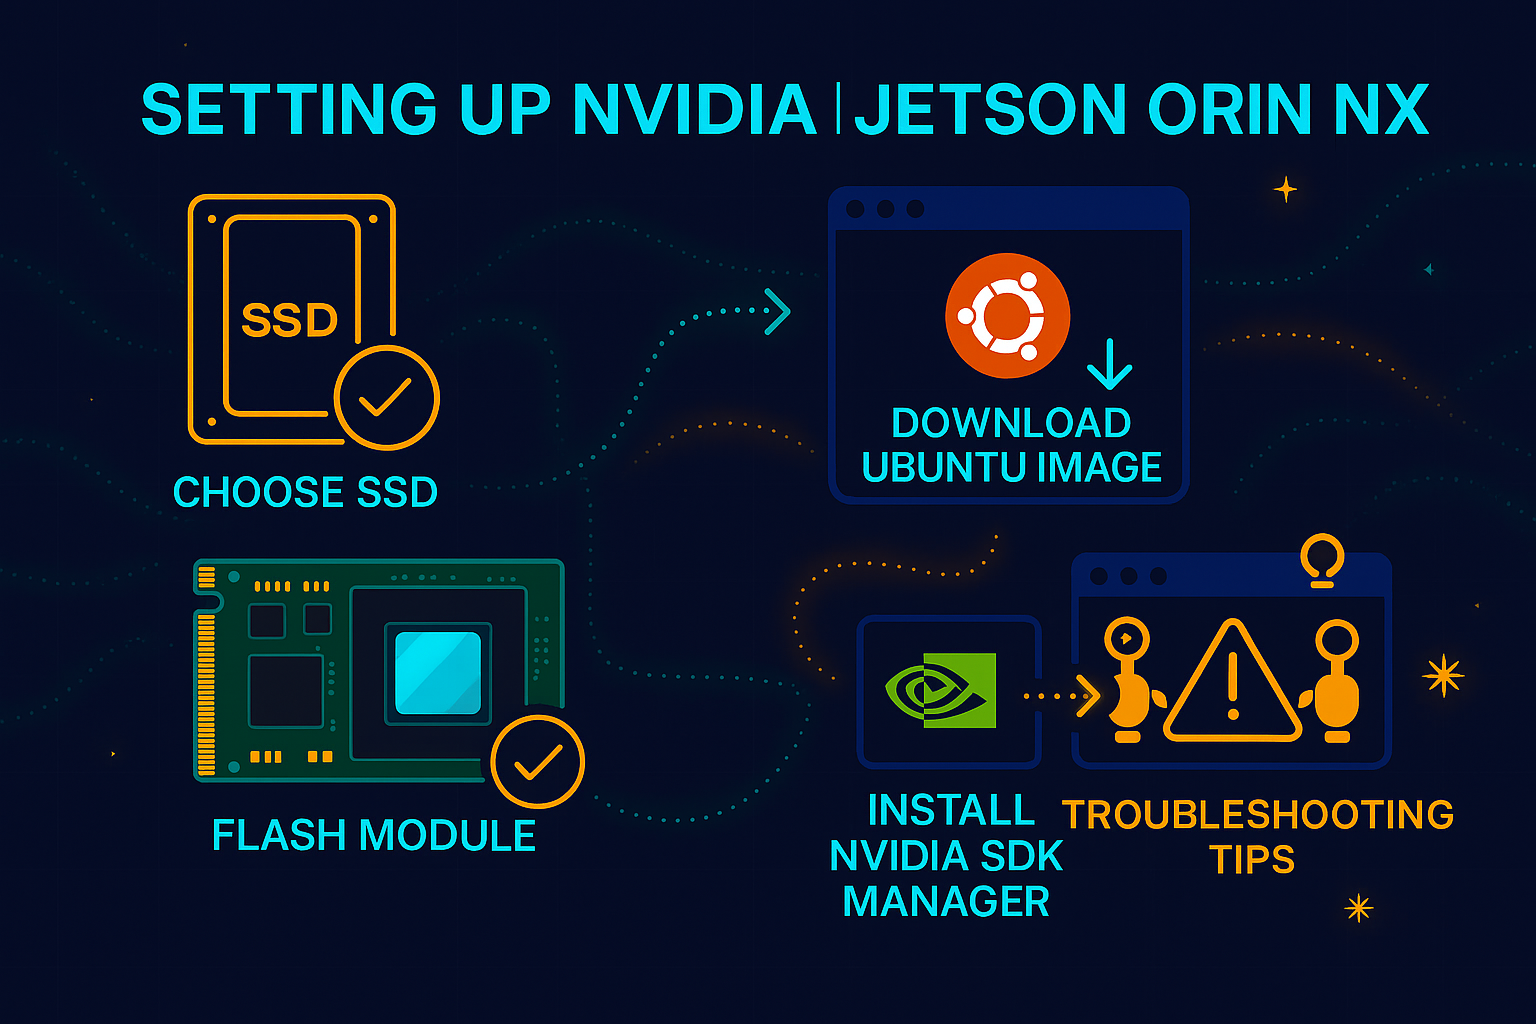 SETTING UP NVIDIA | JETSON ORIN NX
SSD
CHOOSE SSD
DOWNLOAD
UBUNTU IMAGE
FLASH MODULE
INSTALL
NVIDIA SDK
MANAGER
TROUBLESHOOTING
TIPS